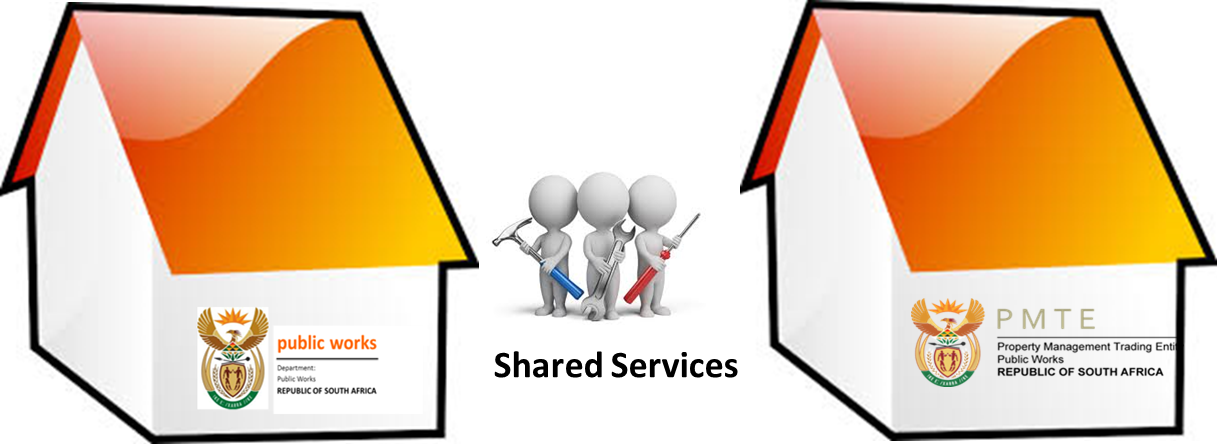 public works
Department:
Public Works
REPUBLIC OF SOUTH AFRICA
Shared Services
PMTE
Property Management Trading Enti
Public Works
REPUBLIC OF SOUTH AFRICA